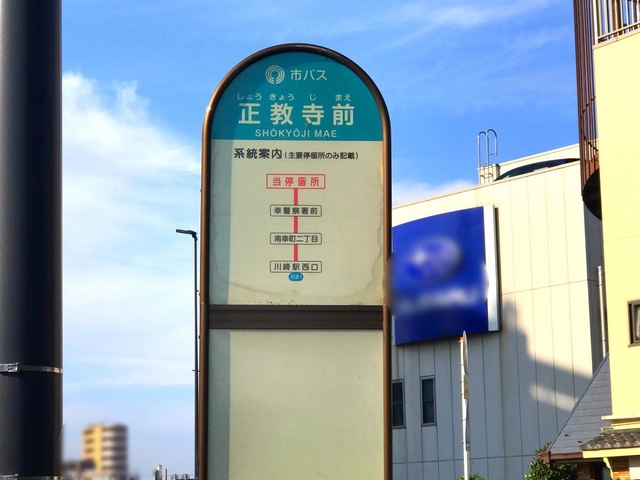 市バス
しょう きょう じ まえ
正教寺前
SHŌKYŌJI MAE
系統案内(主要停留所のみ記載)
当停留所
幸警察署前
南幸町二丁目
川崎駅西口